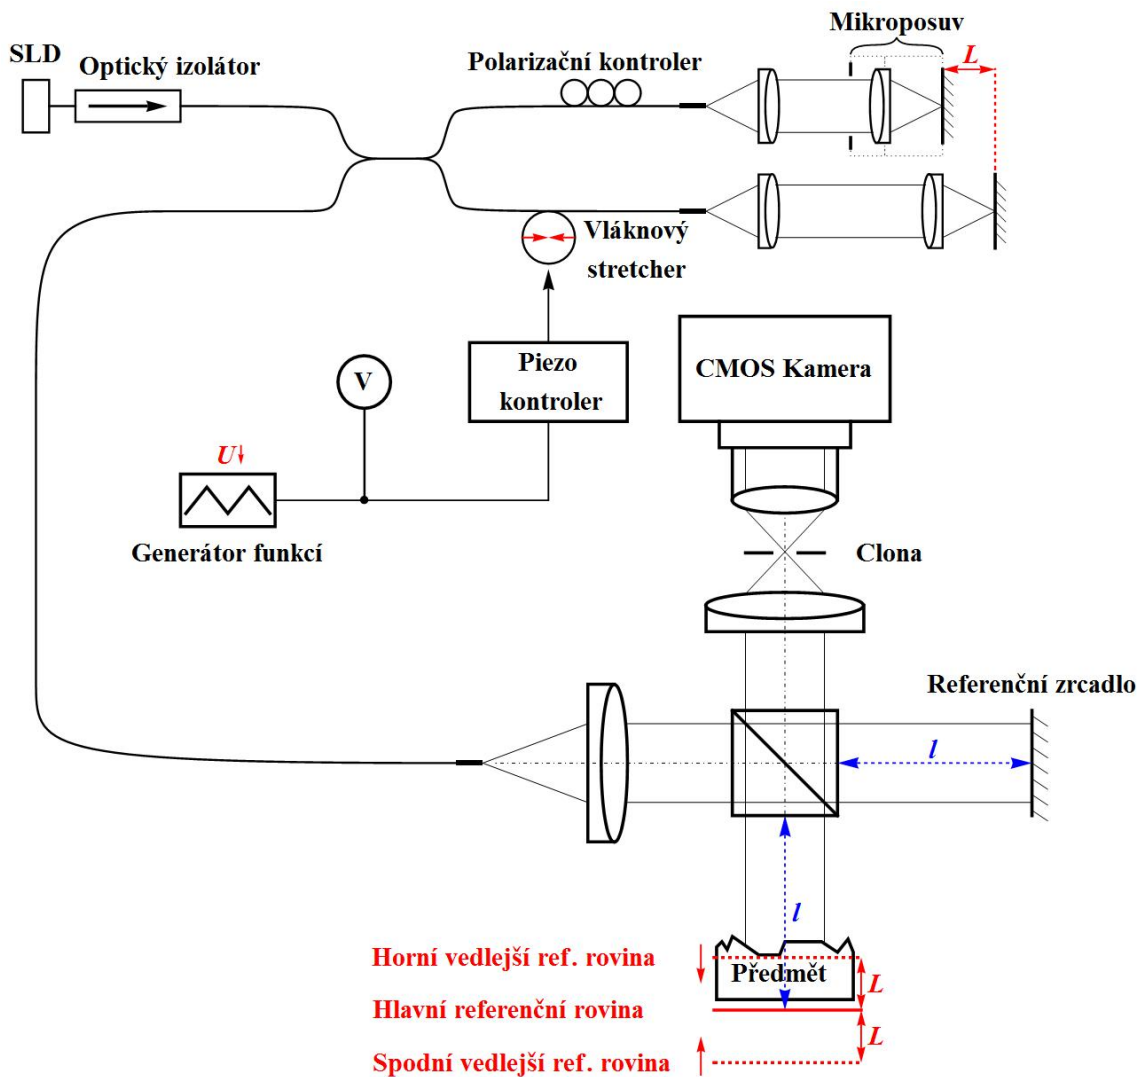 SLD
Optický izolátor
Polarizační kontroler
Mikroposuv
L
Vláknový
stretcher
Piezo
kontroler
V
U
Generátor funkcí
CMOS Kamera
Clona
Referenční zrcadlo
l
l
Předmět
Horní vedlejší ref. rovina
L
Hlavní referenční rovina
L
Spodní vedlejší ref. rovina